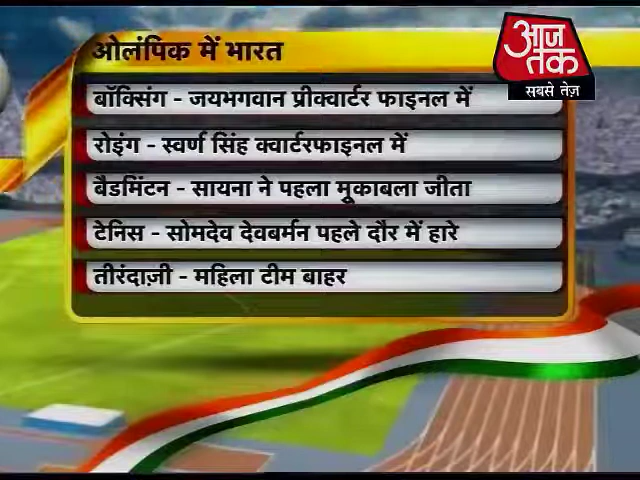 ओलंपिक में भारत
आज
तक
सबसे तेज़
बॉक्सिंग - जयभगवान प्रीक्वार्टर फाइनल में
रोइंग - स्वर्ण सिंह क्वार्टरफाइनल में
बैडमिंटन - सायना ने पहला मुकाबला जीता
टेनिस - सोमदेव देवबर्मन पहले दौर में हारे
तीरंदाज़ी - महिला टीम बाहर